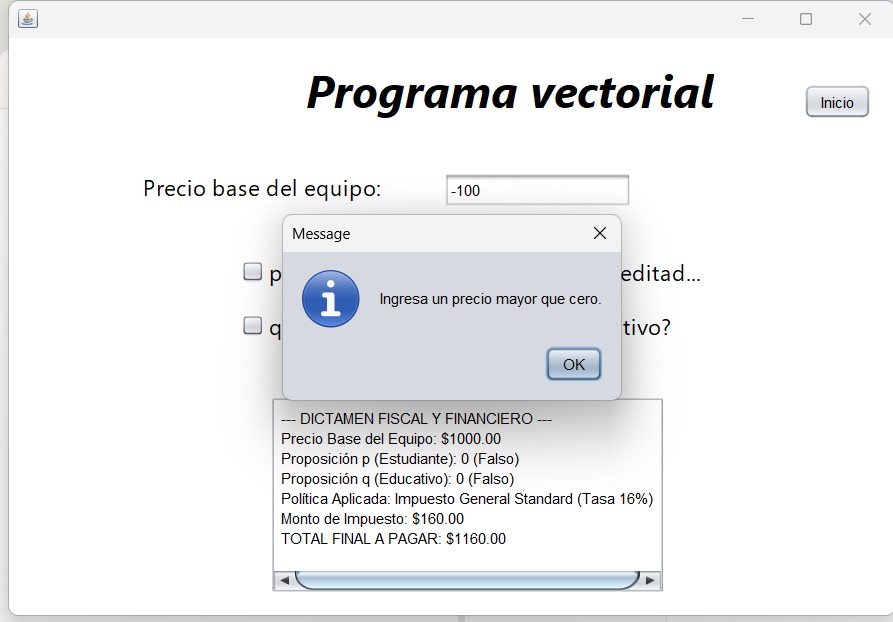 Programa vectorial
Inicio
Precio base del equipo:
-100
Message
Ingresa un precio mayor que cero.
OK
p
editad...
q
tivo?
--- DICTAMEN FISCAL Y FINANCIERO ---
Precio Base del Equipo: $1000.00
Proposición p (Estudiante): 0 (Falso)
Proposición q (Educativo): 0 (Falso)
Política Aplicada: Impuesto General Standard (Tasa 16%)
Monto de Impuesto: $160.00
TOTAL FINAL A PAGAR: $1160.00